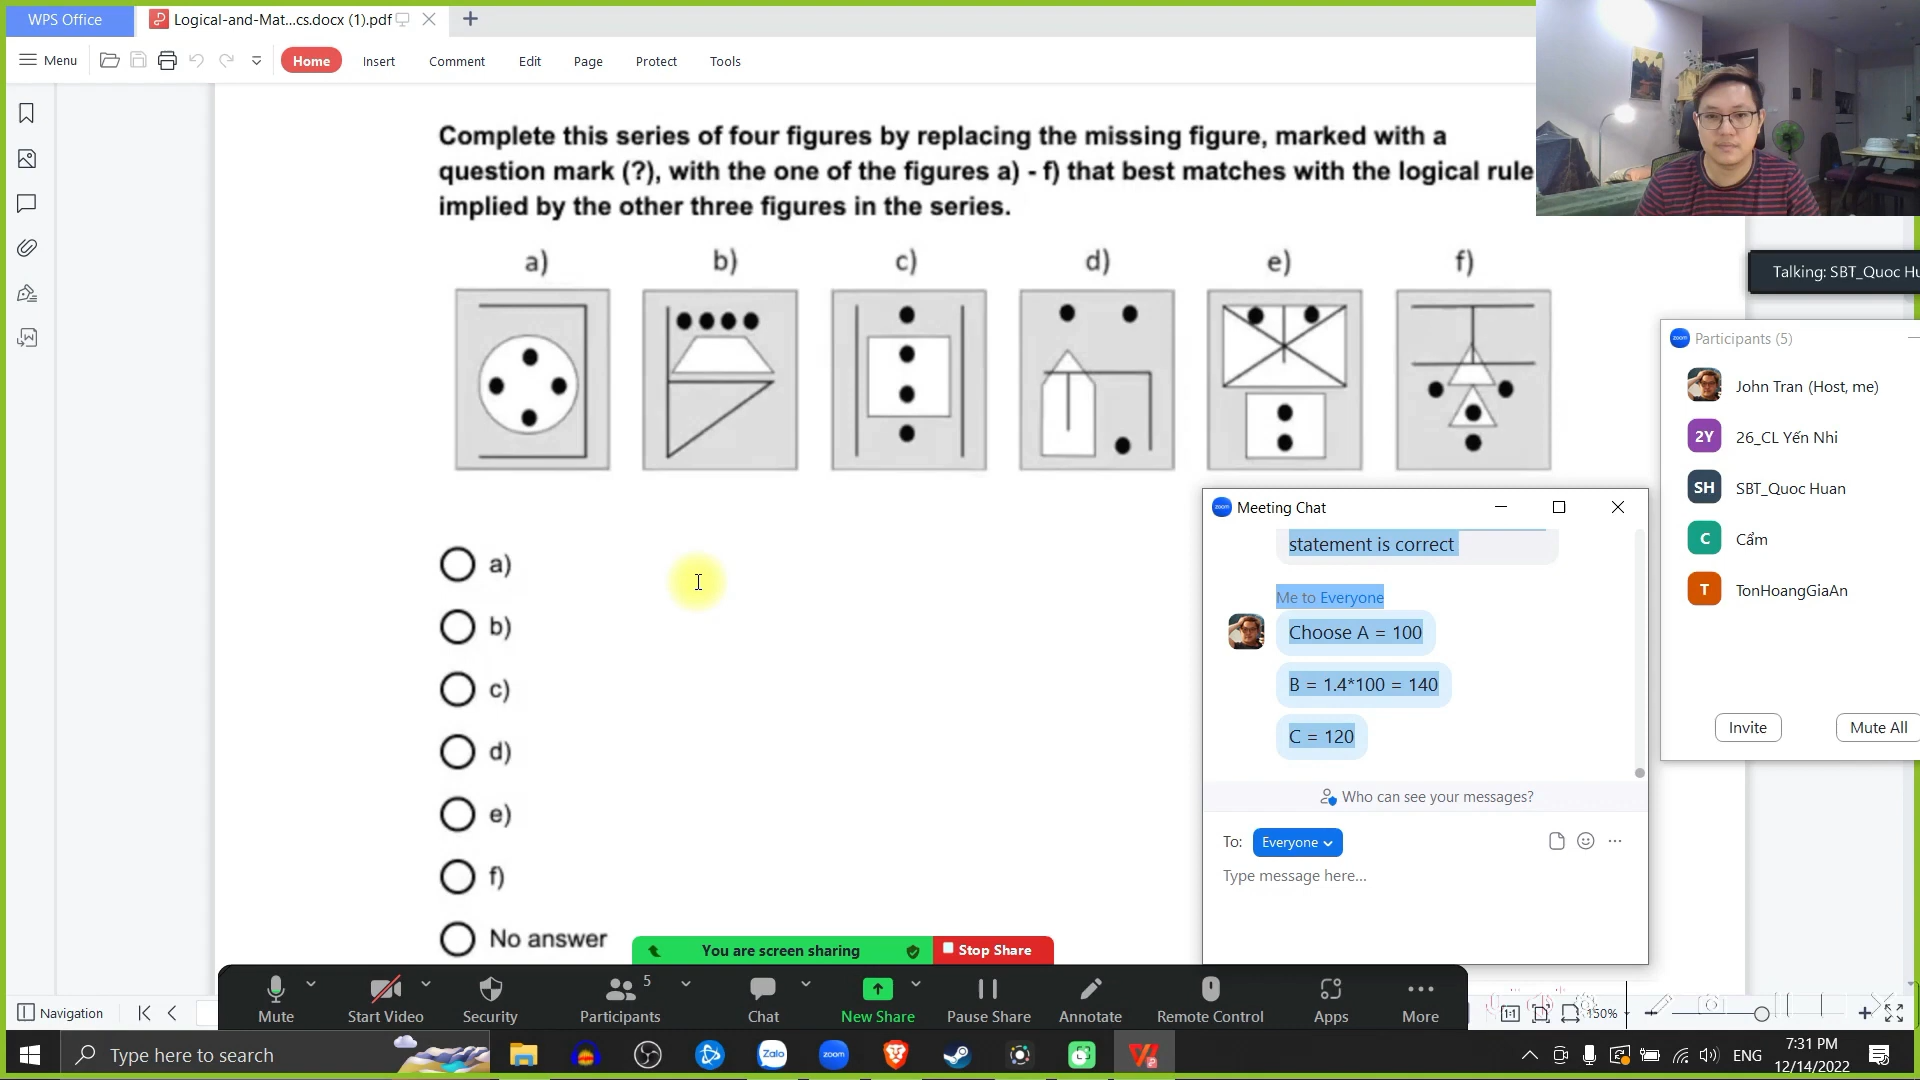 WPS Office
Logical-and-Mat...cs.docx (1).pdf
Menu
Home
Insert
Comment
Edit
Page
Protect
Tools
Complete this series of four figures by replacing the missing figure, marked with a
question mark (?), with the one of the figures a) - f) that best matches with the logical rule
implied by the other three figures in the series.
a) b) c) d) e) f)
a)
b)
c)
d)
e)
f)
No answer
Talking: SBT_Quoc Hu
Participants (5)
John Tran (Host, me)
2Y 26_CL Yến Nhi
SH SBT_Quoc Huan
C Cẩm
T TonHoangGiaAn
Invite
Mute All
zoom Meeting Chat
statement is correct
Me to Everyone
Choose A = 100
B = 1.4*100 = 140
C = 120
Who can see your messages?
To: Everyone
Type message here...
You are screen sharing
Stop Share
Mute
Start Video
Security
5
Participants
Chat
New Share
Pause Share
Annotate
Remote Control
Apps
More
Navigation
1:1
150%
Type here to search
Zalo
zoom
ENG
7:31 PM
12/14/2022